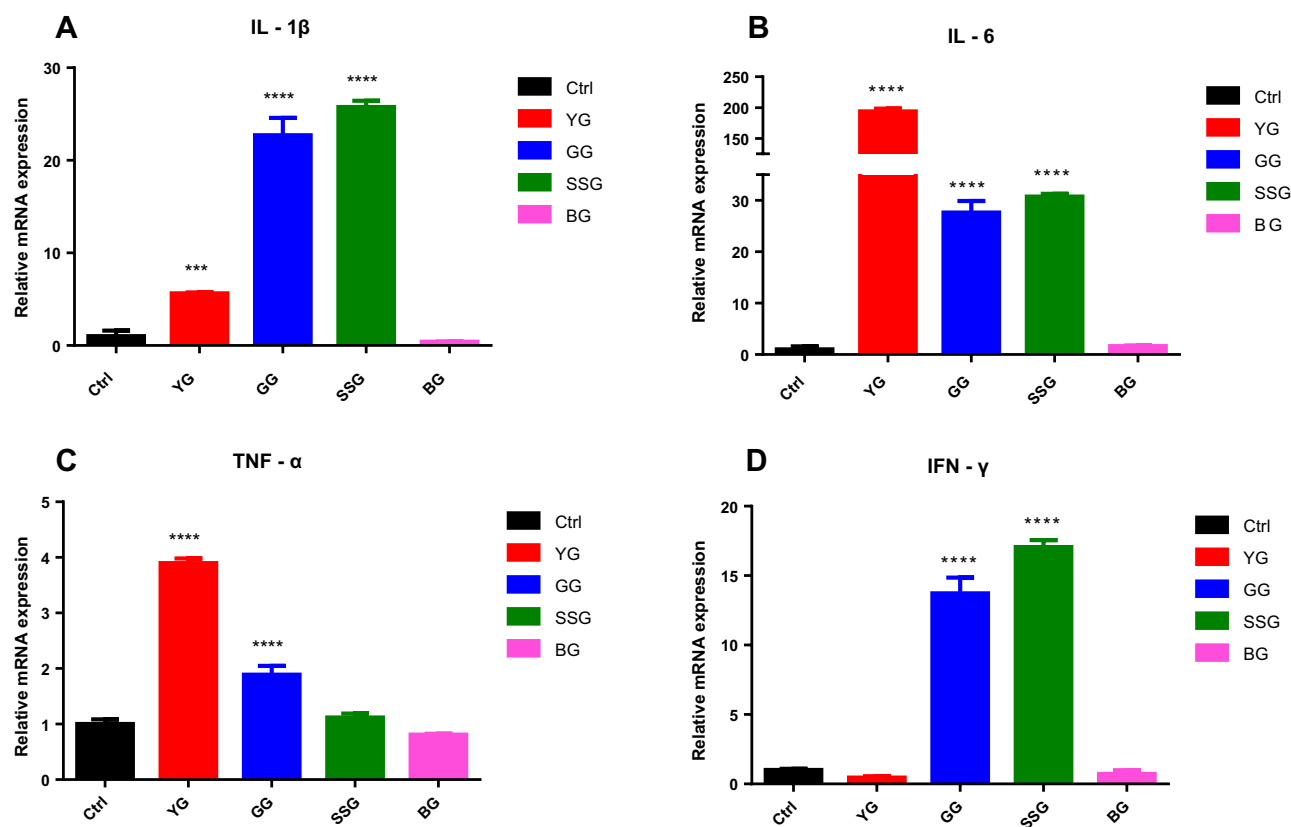 A
IL - 1β
Relative mRNA expression
30
20
10
0
***
****
****
Ctrl
YG
GG
SSG
BG
Ctrl
YG
GG
SSG
BG
B
IL - 6
Relative mRNA expression
250
200
150
100
30
20
10
0
****
****
****
Ctrl
YG
GG
SSG
BG
Ctrl
YG
GG
SSG
BG
C
TNF - α
Relative mRNA expression
5
4
3
2
1
0
****
****
Ctrl
YG
GG
SSG
BG
Ctrl
YG
GG
SSG
BG
D
IFN - γ
Relative mRNA expression
20
15
10
5
0
****
****
Ctrl
YG
GG
SSG
BG
Ctrl
YG
GG
SSG
BG